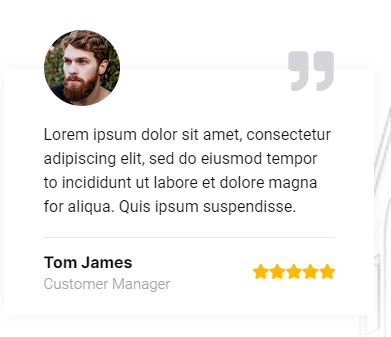 ”
Lorem ipsum dolor sit amet, consectetur
adipiscing elit, sed do eiusmod tempor
to incididunt ut labore et dolore magna
for aliqua. Quis ipsum suspendisse.
Tom James
Customer Manager